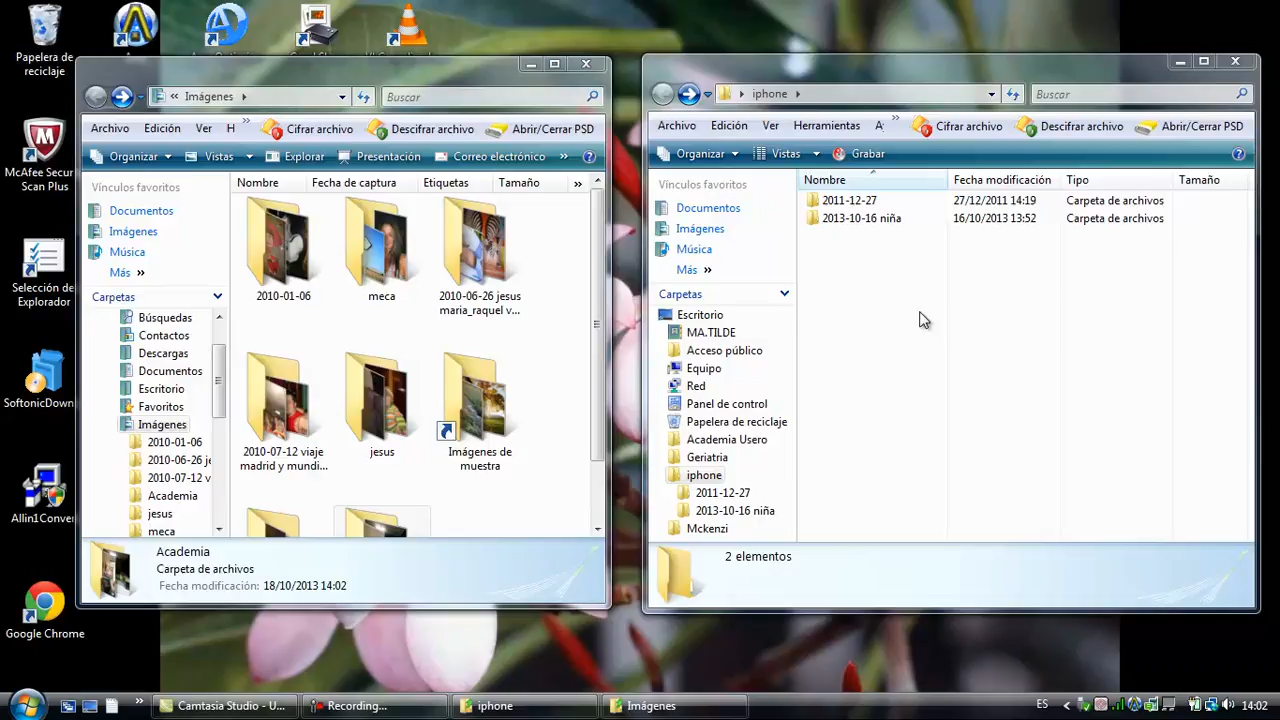 Papelera de
reciclaje
McAfee Secur
Scan Plus
Selección de
Explorador
SoftonicDown
Allin1Conver
Google Chrome
Imágenes
Buscar
Archivo Edición Ver H Cifrar archivo Descifrar archivo Abrir/Cerrar PSD
Organizar Vistas Explorar Presentación Correo electrónico
Vínculos favoritos
Documentos
Imágenes
Música
Más
Carpetas
Búsquedas
Contactos
Descargas
Documentos
Escritorio
Favoritos
Imágenes
2010-01-06
2010-06-26 je
2010-07-12 v
Academia
jesus
meca
Nombre Fecha de captura Etiquetas Tamaño
2010-01-06
meca
2010-06-26 jesus
maria_raquel v...
2010-07-12 viaje
madrid y mundi...
jesus
Imágenes de
muestra
Academia
Carpeta de archivos
Fecha modificación: 18/10/2013 14:02
iphone
Buscar
Archivo Edición Ver Herramientas A Cifrar archivo Descifrar archivo Abrir/Cerrar PSD
Organizar Vistas Grabar
Vínculos favoritos
Documentos
Imágenes
Música
Más
Carpetas
Escritorio
MA.TILDE
Acceso público
Equipo
Red
Panel de control
Papelera de reciclaje
Academia Usero
Geriatria
iphone
2011-12-27
2013-10-16 niña
Mckenzi
Nombre Fecha modificación Tipo Tamaño
2011-12-27 27/12/2011 14:19 Carpeta de archivos
2013-10-16 niña 16/10/2013 13:52 Carpeta de archivos
2 elementos
Camtasia Studio - U... Recording... iphone Imágenes ES 14:02